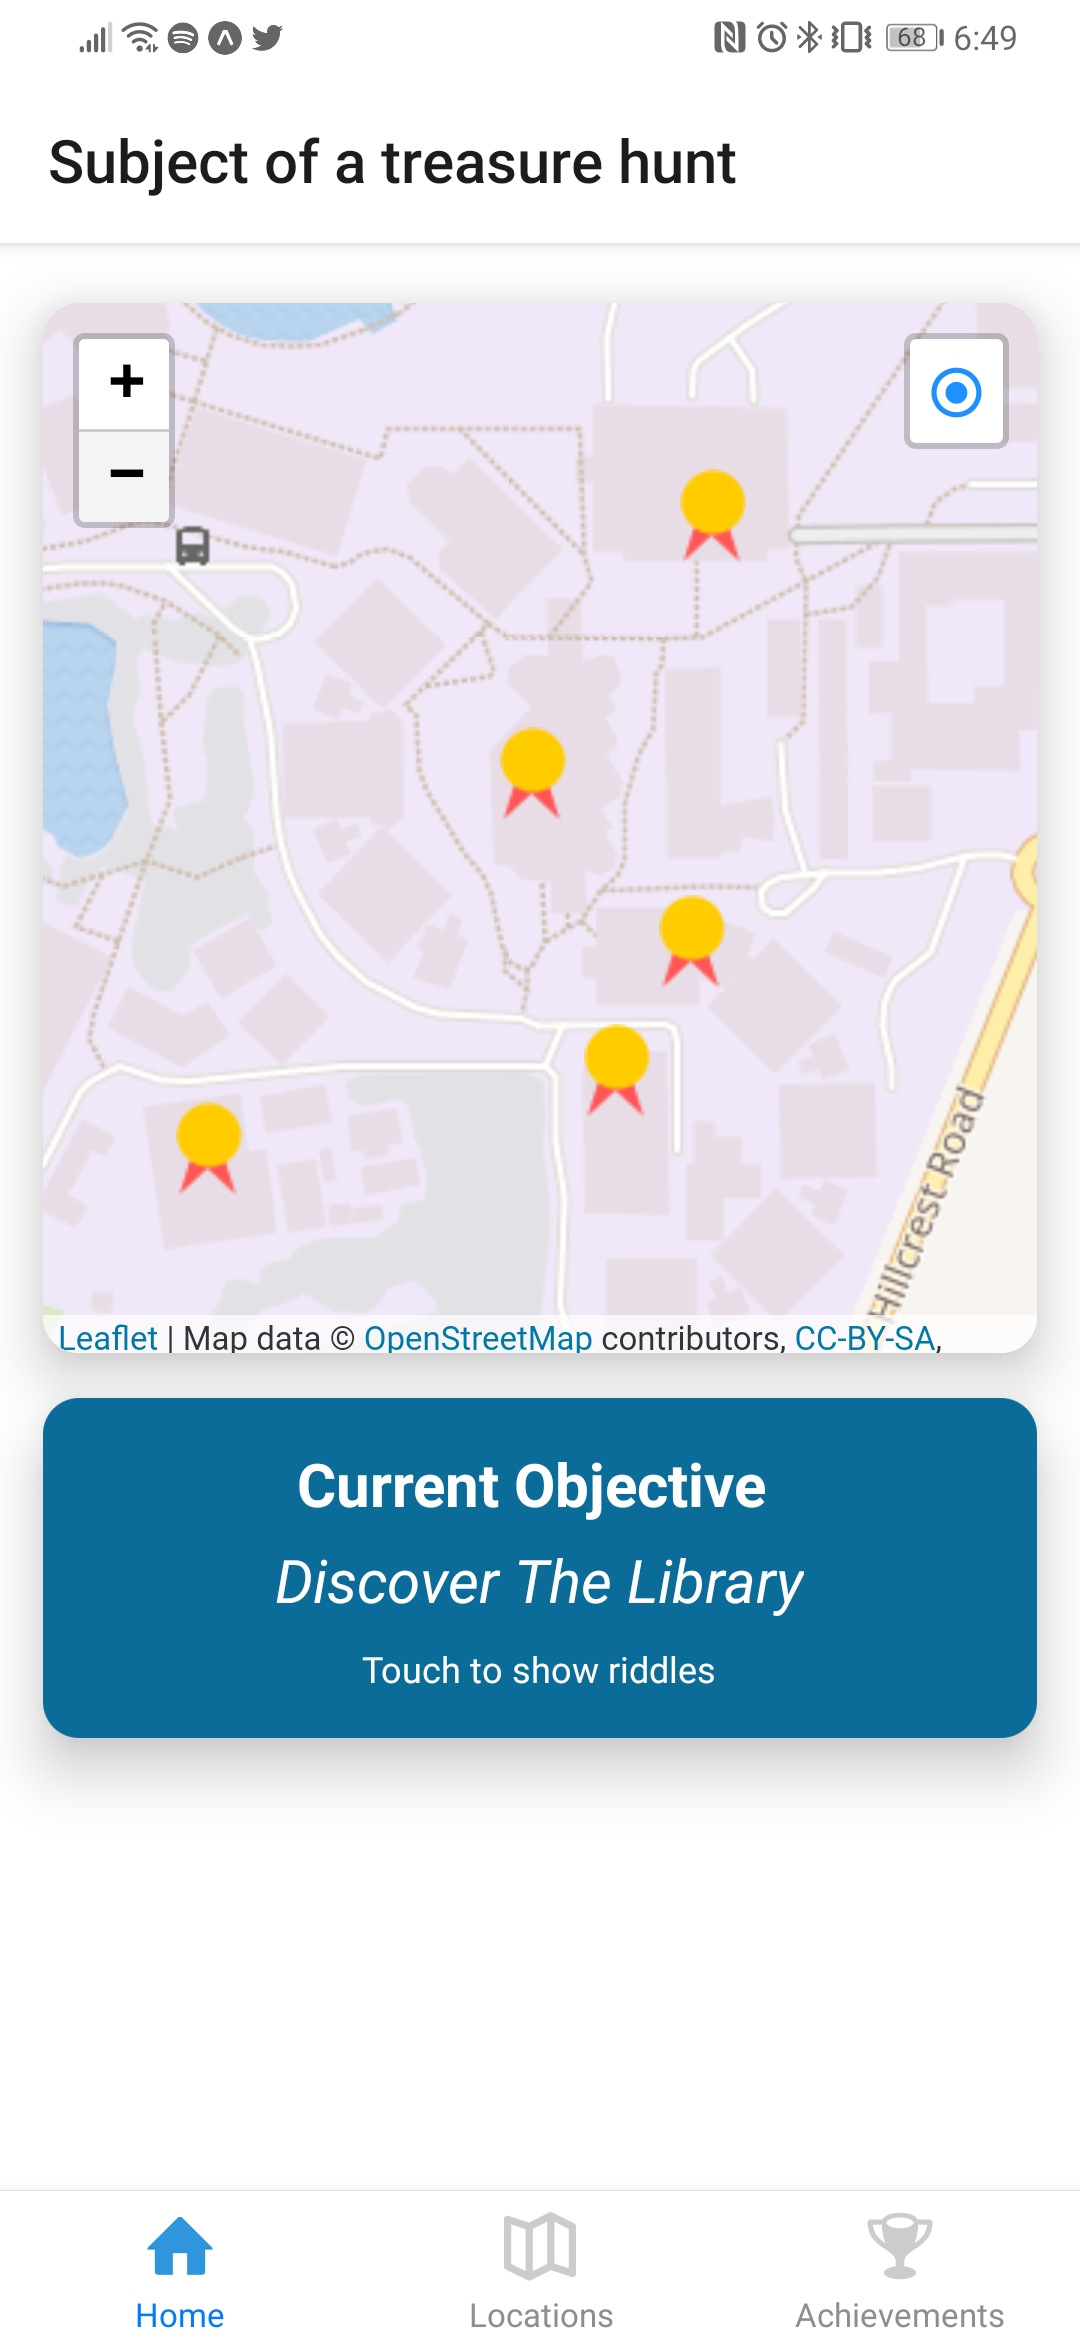 68 6:49
Subject of a treasure hunt
+
−
Hillcrest Road
Leaflet | Map data © OpenStreetMap contributors, CC-BY-SA,
Current Objective
Discover The Library
Touch to show riddles
Home Locations Achievements